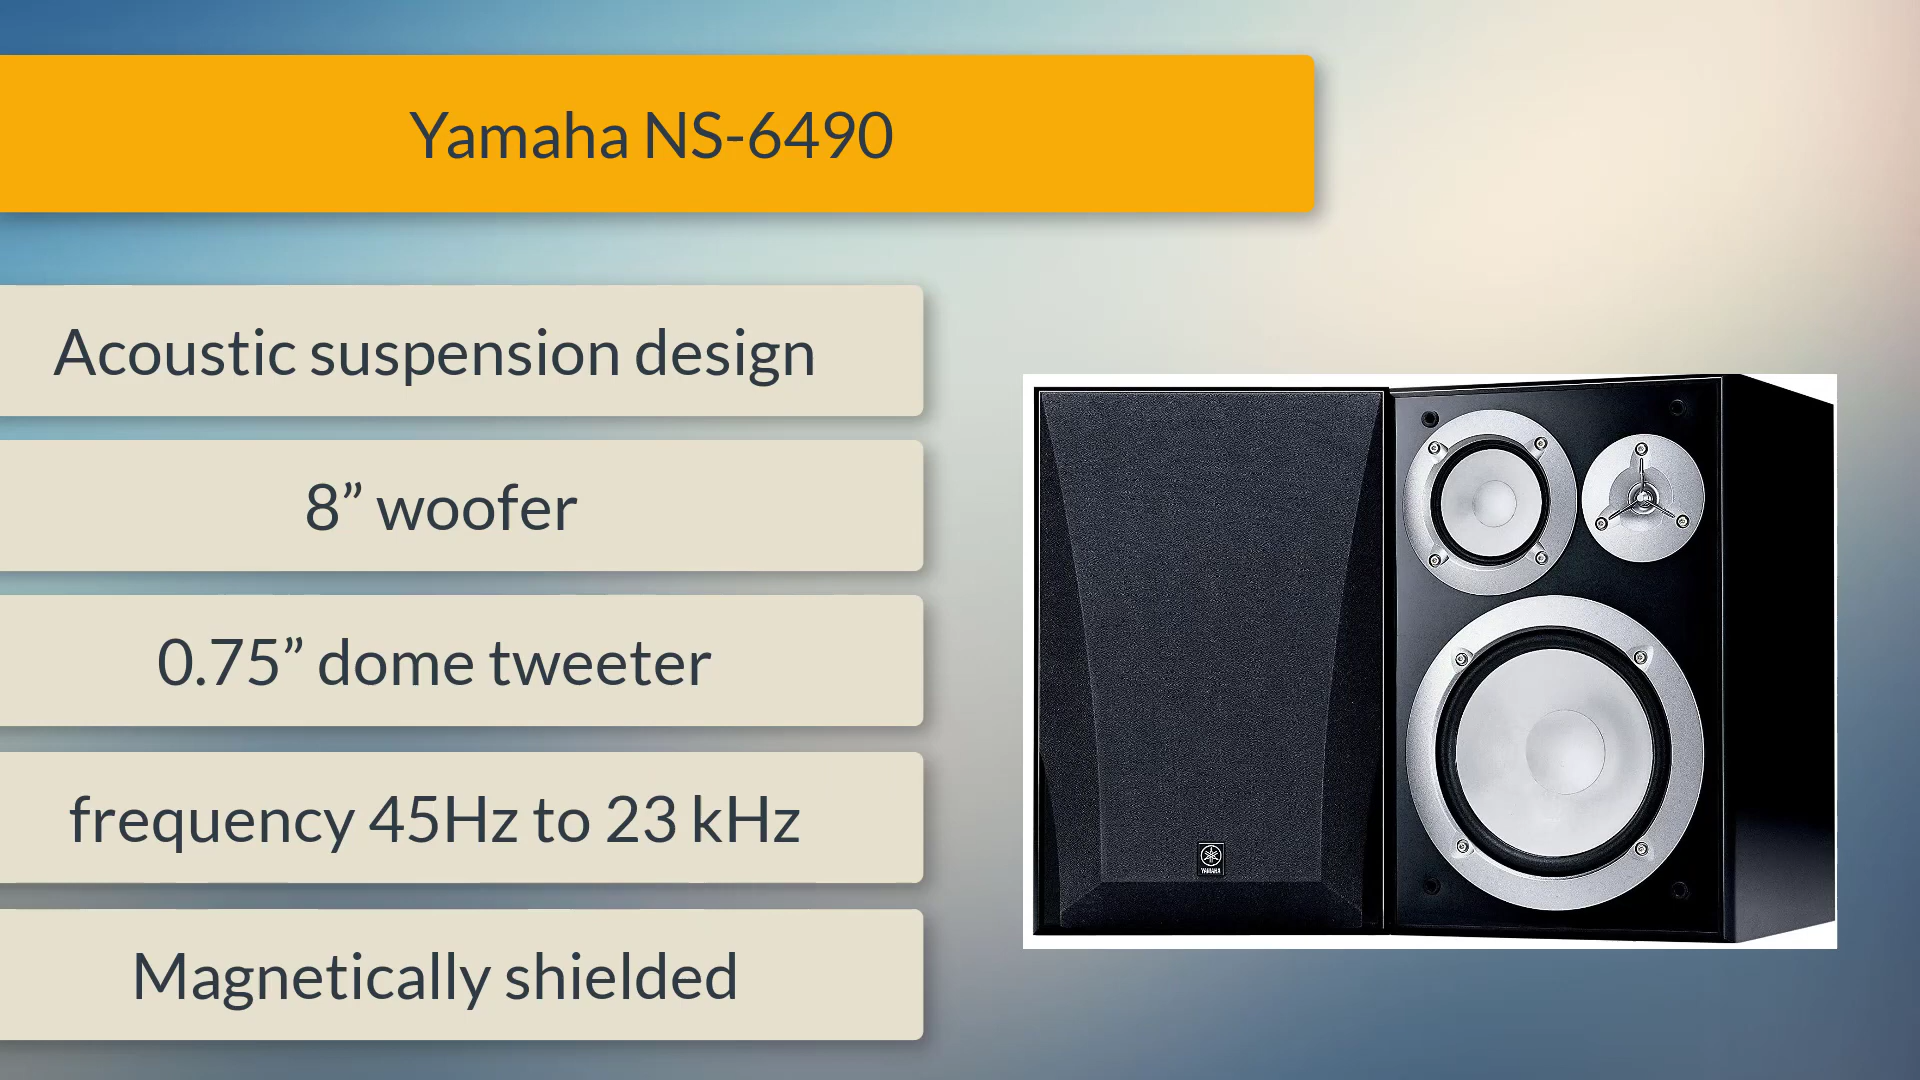 Yamaha NS-6490
Acoustic suspension design
8” woofer
0.75” dome tweeter
frequency 45Hz to 23 kHz
Magnetically shielded
YAMAHA